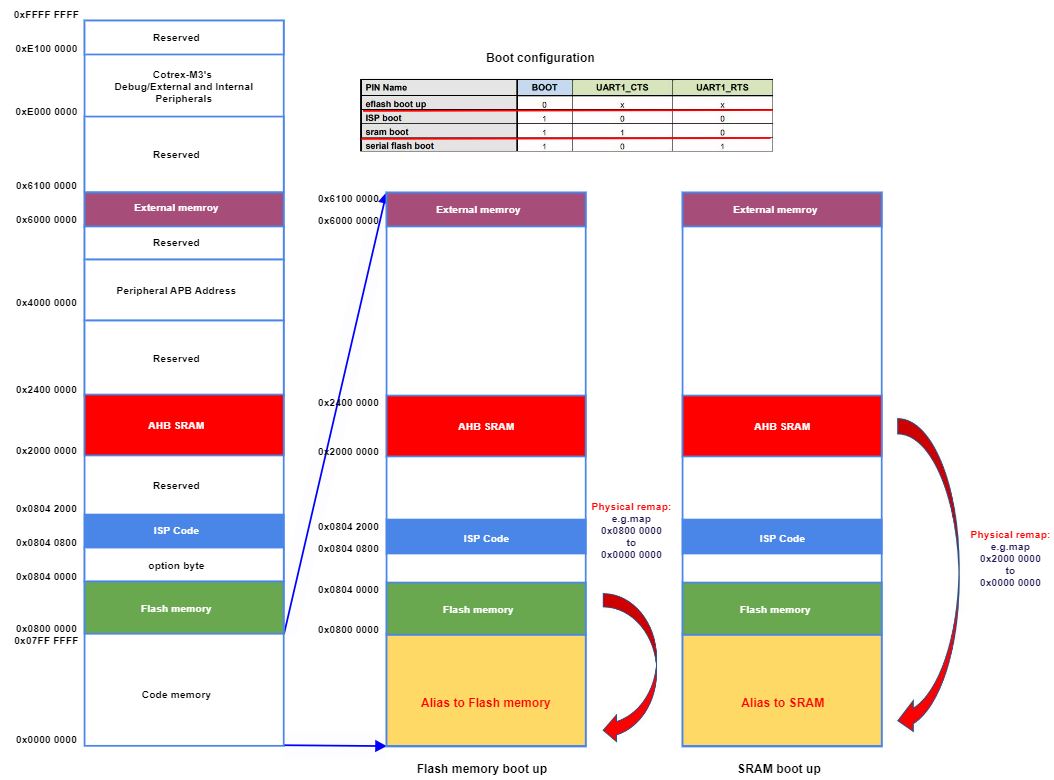 0xFFFF FFFF
Reserved
0xE100 0000
Cotrex-M3's
Debug/External and Internal
Peripherals
0xE000 0000
Reserved
0x6100 0000
External memroy
0x6000 0000
Reserved
Peripheral APB Address
0x4000 0000
Reserved
0x2400 0000
AHB SRAM
0x2000 0000
Reserved
0x0804 2000
ISP Code
0x0804 0800
option byte
0x0804 0000
Flash memory
0x0800 0000
0x07FF FFFF
Code memory
0x0000 0000
Boot configuration
PIN Name BOOT UART1_CTS UART1_RTS
eflash boot up 0 x x
ISP boot 1 0 0
sram boot 1 1 0
serial flash boot 1 0 1
0x6100 0000
External memroy
0x6000 0000
0x2400 0000
AHB SRAM
0x2000 0000
0x0804 2000
ISP Code
0x0804 0800
0x0804 0000
Flash memory
0x0800 0000
Alias to Flash memory
Flash memory boot up
Physical remap:
e.g.map
0x0800 0000
to
0x0000 0000
External memroy
AHB SRAM
ISP Code
Flash memory
Alias to SRAM
SRAM boot up
Physical remap:
e.g.map
0x2000 0000
to
0x0000 0000